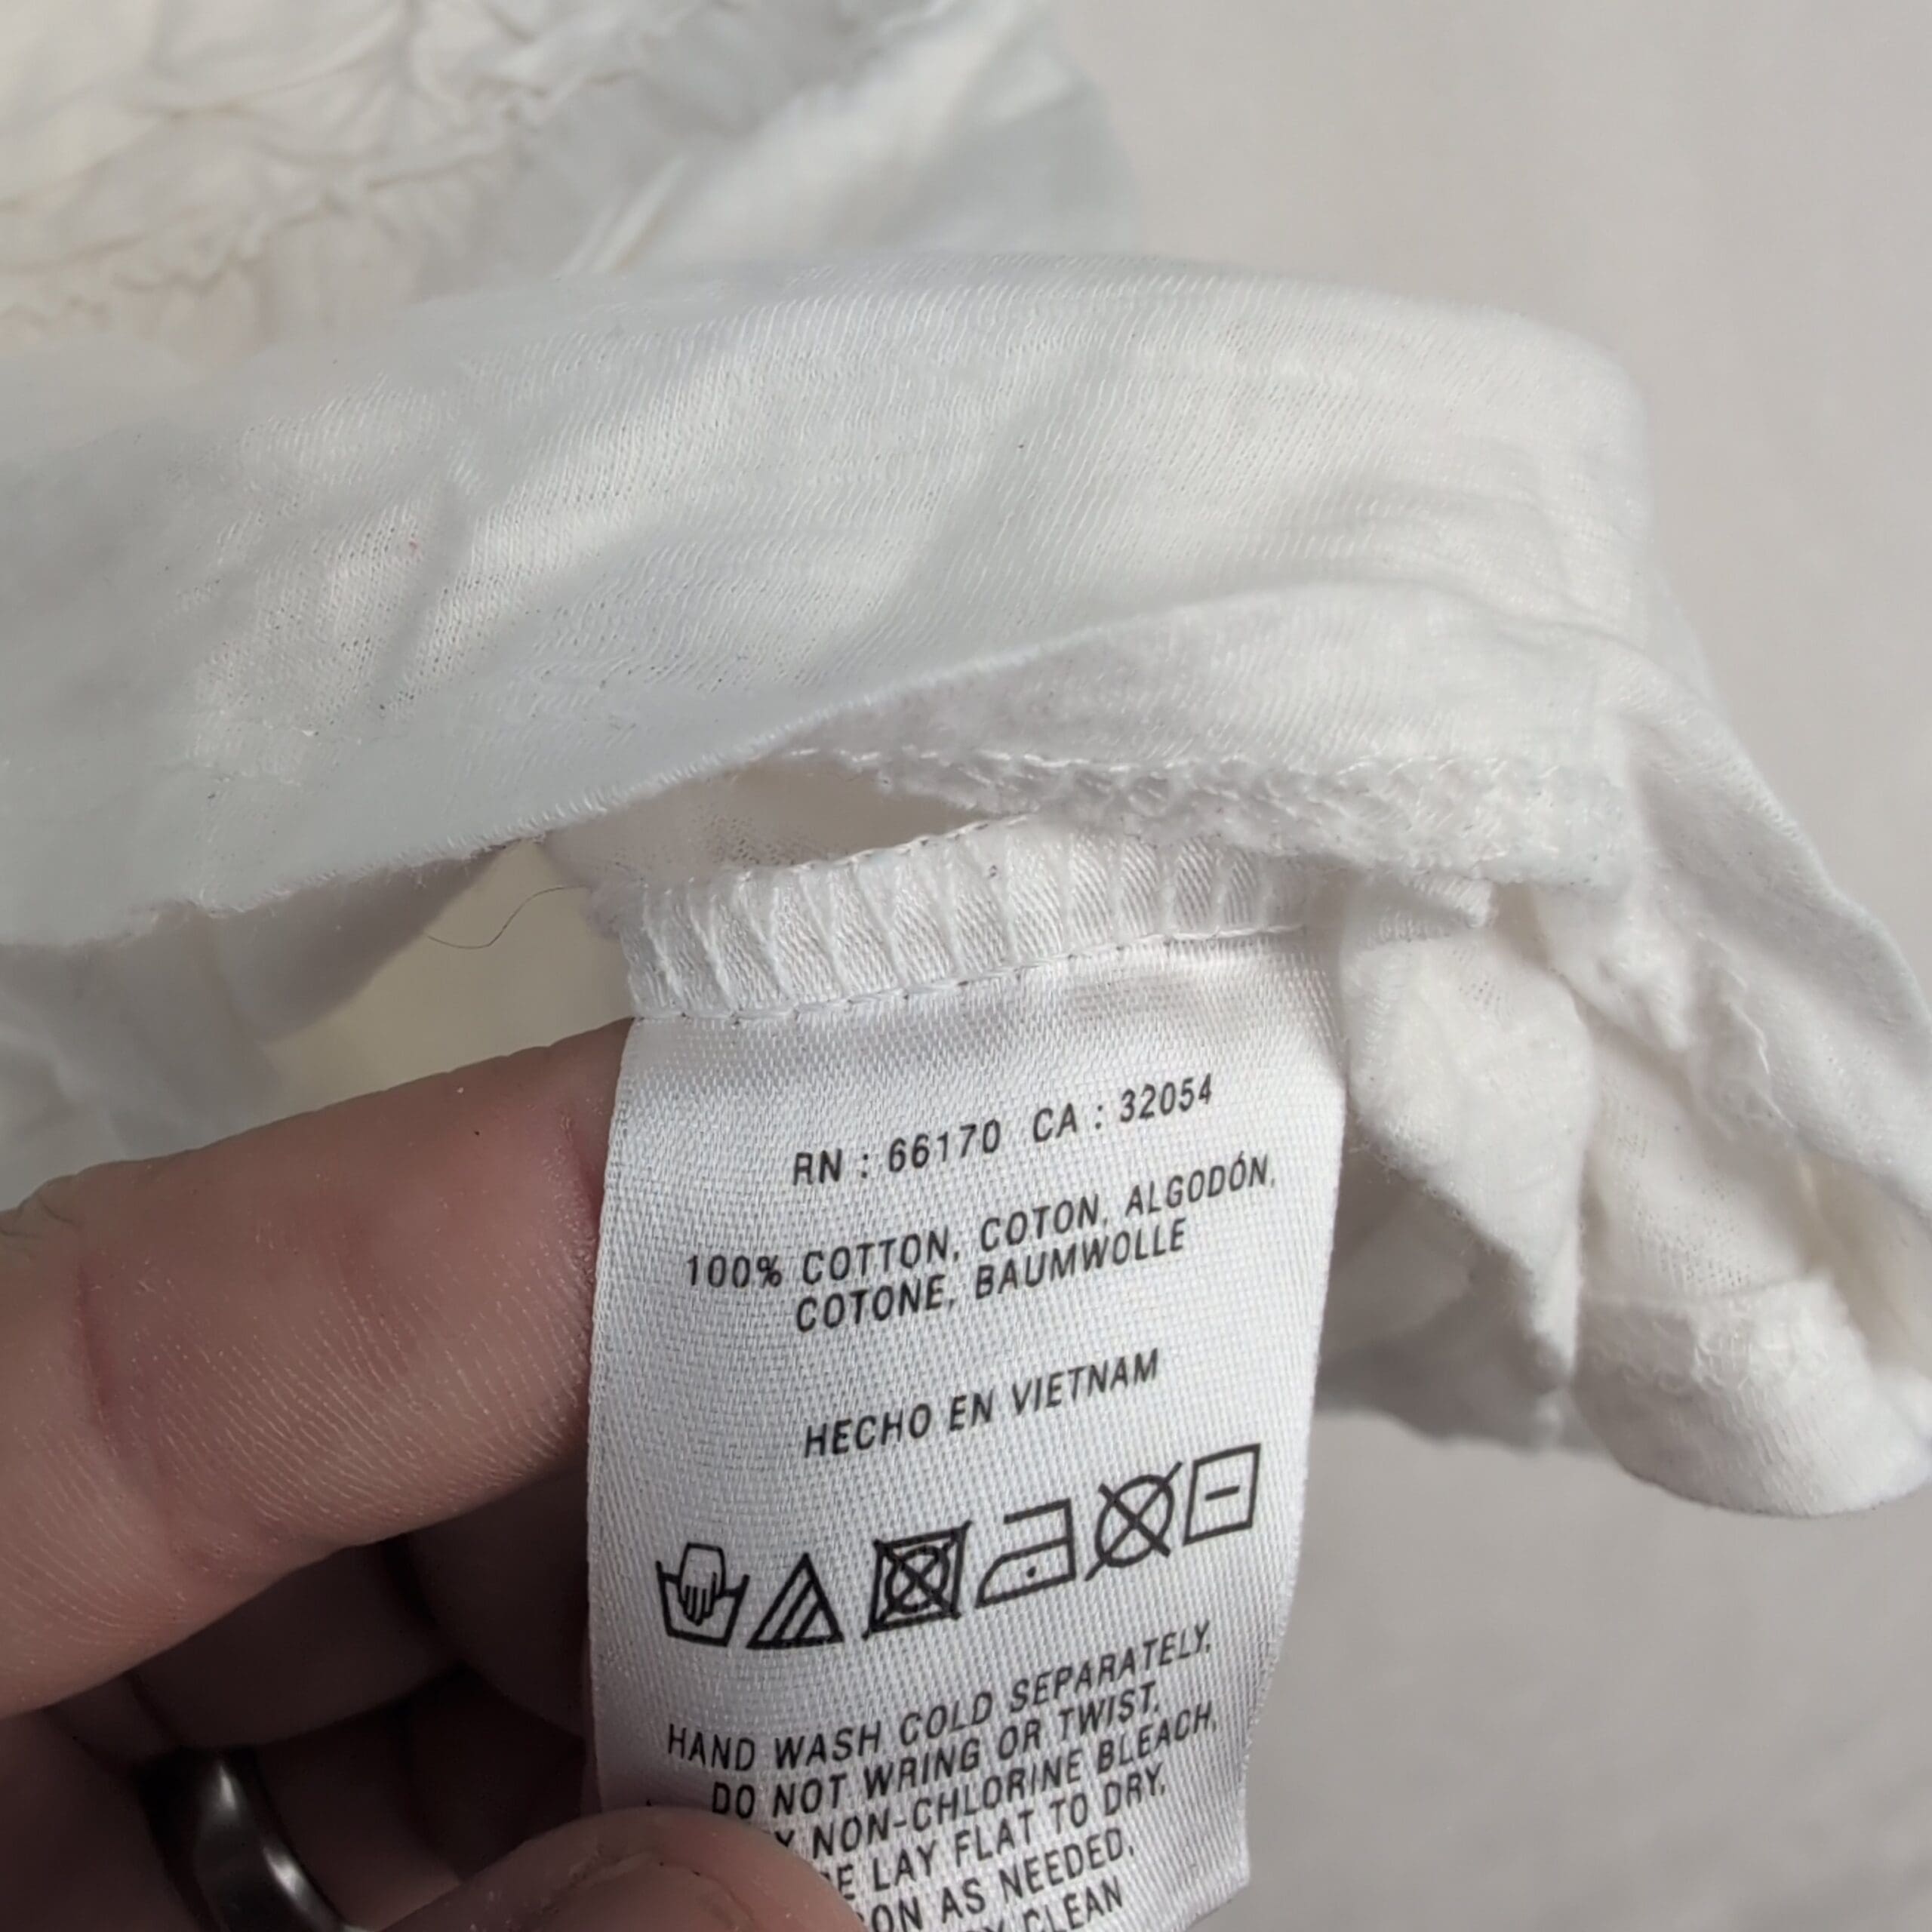 RN : 66170 CA : 32054
100% COTTON, COTON, ALGODÓN,
COTONE, BAUMWOLLE
HECHO EN VIETNAM
HAND WASH COLD SEPARATELY,
DO NOT WRING OR TWIST,
NON-CHLORINE BLEACH,
LAY FLAT TO DRY,
AS NEEDED,
CLEAN